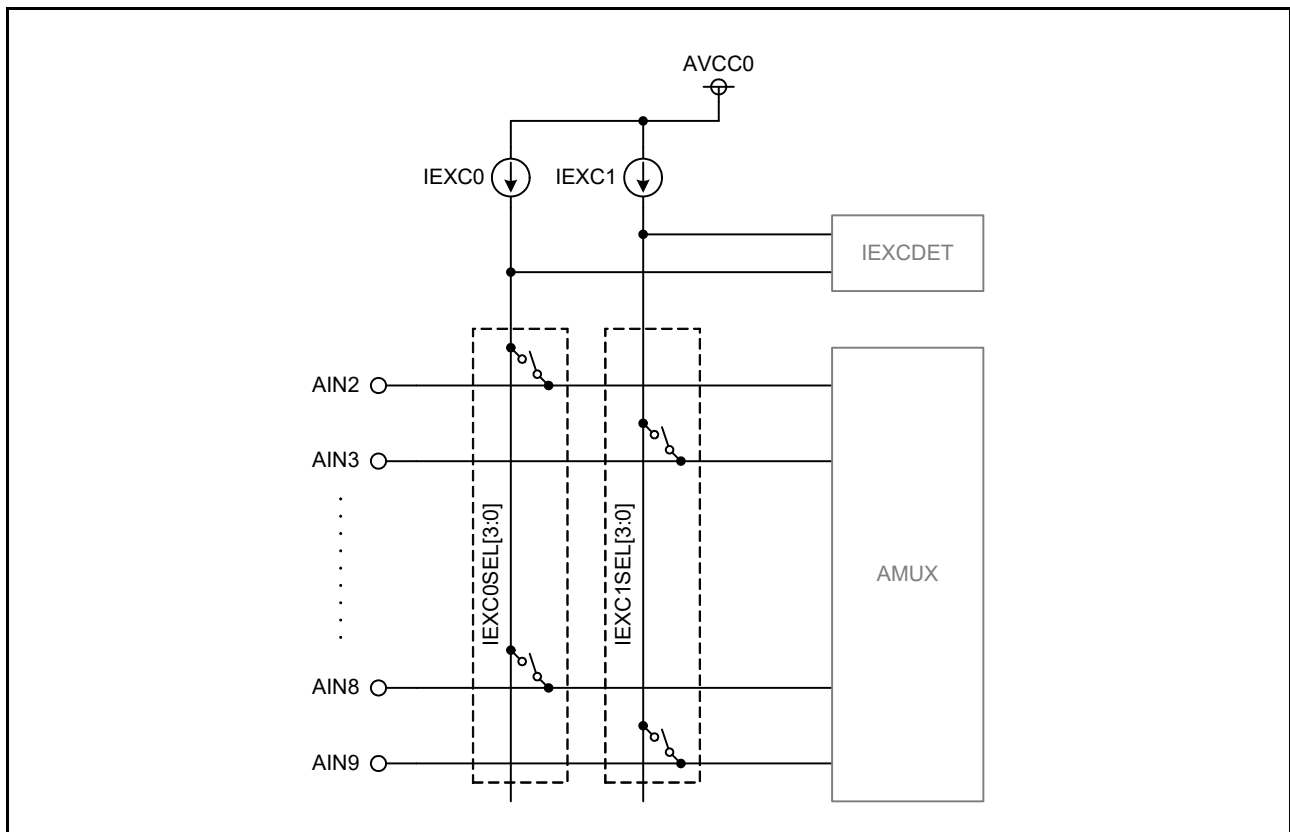 AVCC0
IEXC0
IEXC1
IEXCDET
AIN2
AIN3
IEXC0SEL[3:0]
IEXC1SEL[3:0]
AMUX
AIN8
AIN9